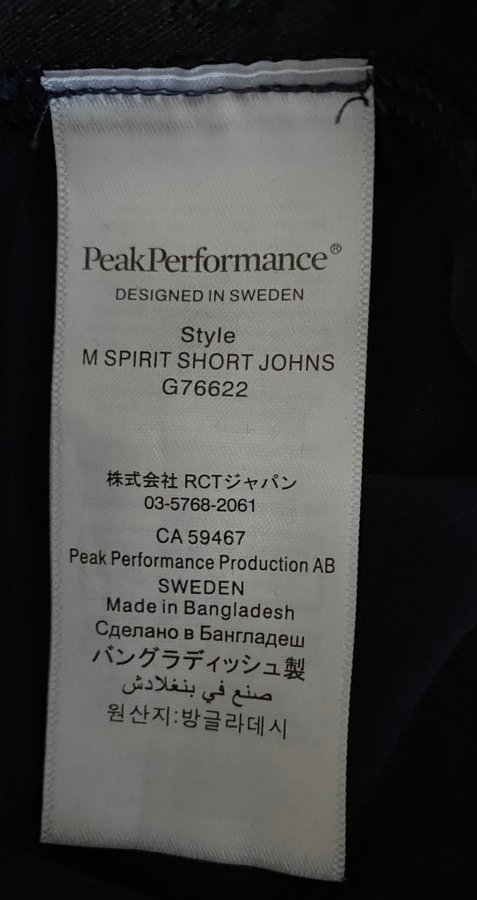 PeakPerformance®
DESIGNED IN SWEDEN
Style
M SPIRIT SHORT JOHNS
G76622
株式会社 RCTジャパン
03-5768-2061
CA 59467
Peak Performance Production AB
SWEDEN
Made in Bangladesh
Сделано в Бангладеш
バングラディッシュ製
صنع في بنغلادش
원산지:방글라데시